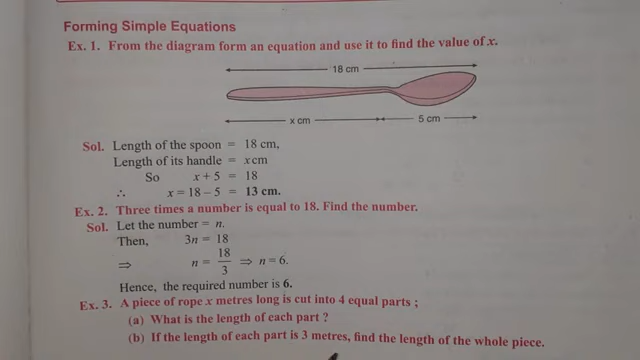 Forming Simple Equations
Ex. 1. From the diagram form an equation and use it to find the value of x.
18 cm
x cm 5 cm
Sol. Length of the spoon = 18 cm,
Length of its handle = x cm
So x + 5 = 18
∴ x = 18 – 5 = 13 cm.
Ex. 2. Three times a number is equal to 18. Find the number.
Sol. Let the number = n.
Then, 3n = 18
⇒ n = 18/3 ⇒ n = 6.
Hence, the required number is 6.
Ex. 3. A piece of rope x metres long is cut into 4 equal parts ;
(a) What is the length of each part ?
(b) If the length of each part is 3 metres, find the length of the whole piece.